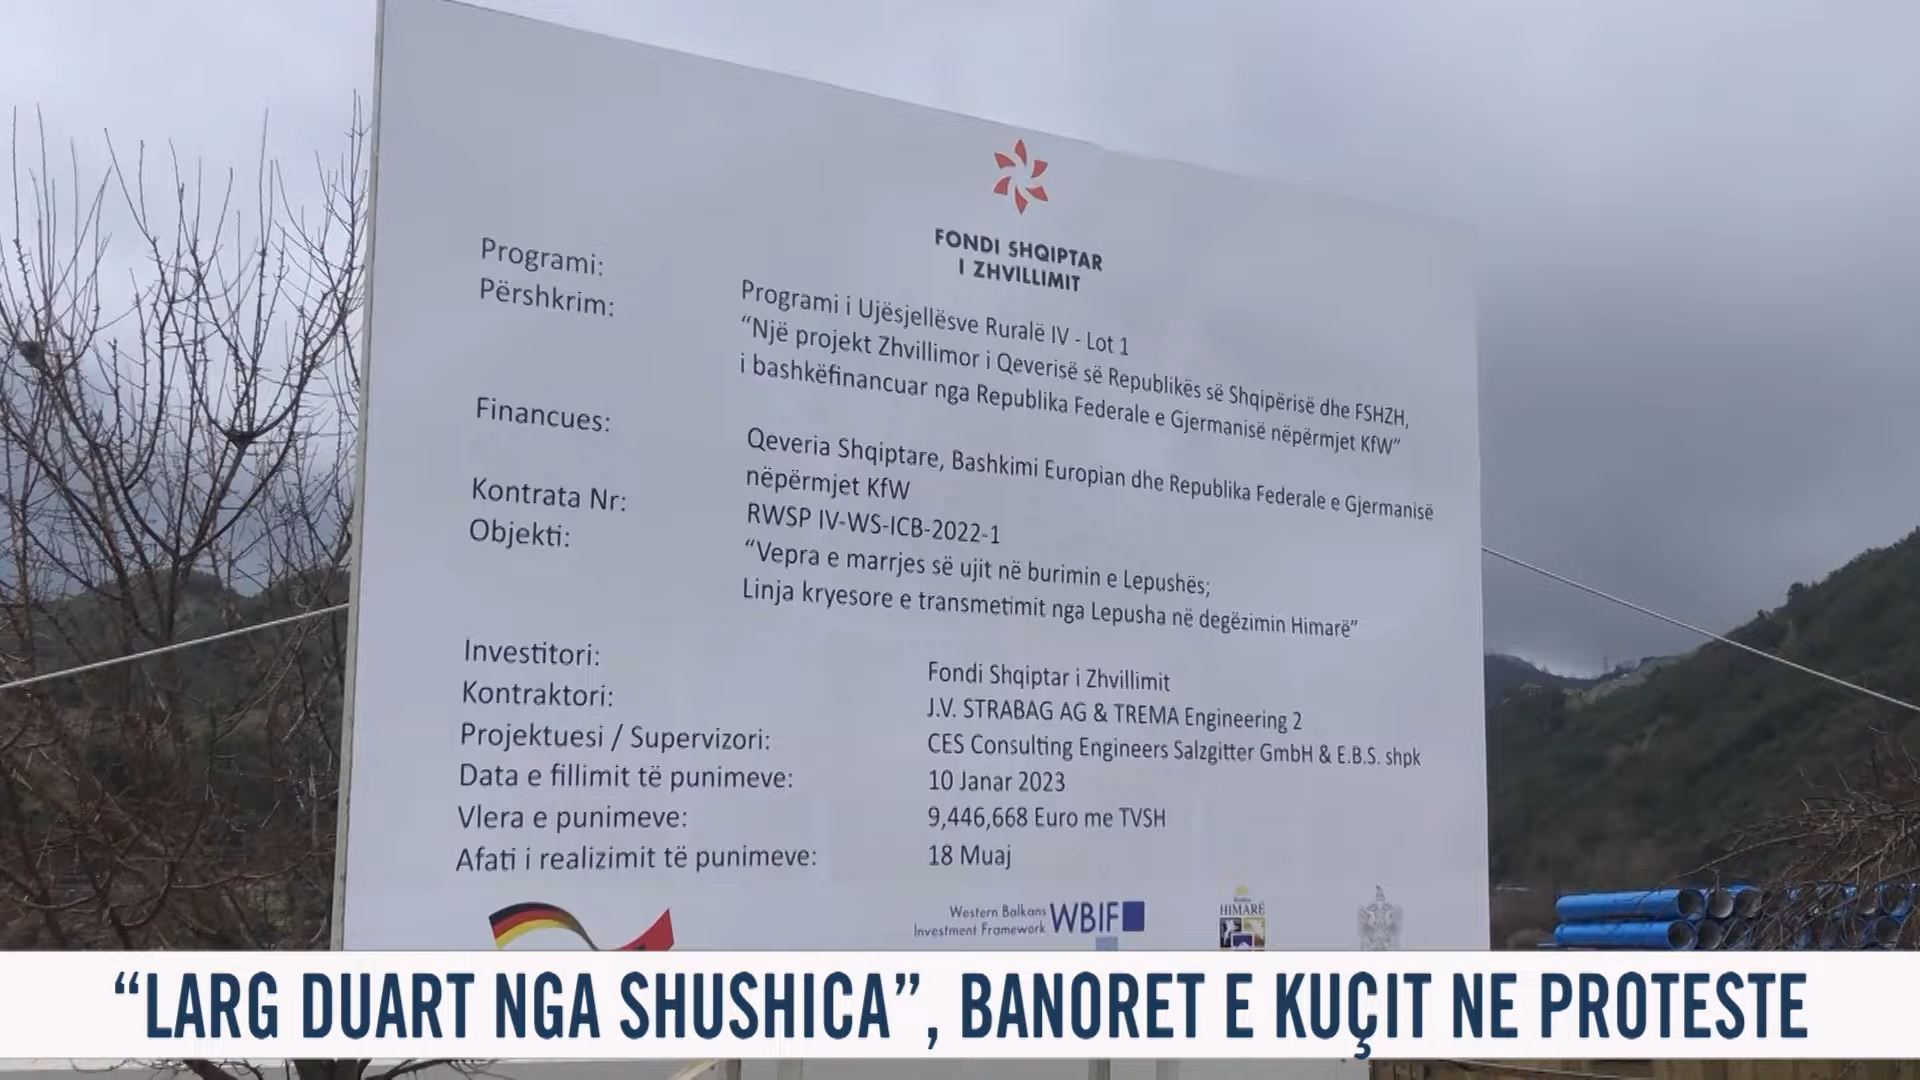 FONDI SHQIPTAR
I ZHVILLIMIT
Programi:
Programi i Ujësjellësve Ruralë IV - Lot 1
Përshkrim:
“Një projekt Zhvillimor i Qeverisë së Republikës së Shqipërisë dhe FSHZH,
i bashkëfinancuar nga Republika Federale e Gjermanisë nëpërmjet KfW”
Financues:
Qeveria Shqiptare, Bashkimi Europian dhe Republika Federale e Gjermanisë
nëpërmjet KfW
Kontrata Nr:
RWSP IV-WS-ICB-2022-1
Objekti:
“Vepra e marrjes së ujit në burimin e Lepushës;
Linja kryesore e transmetimit nga Lepusha në degëzimin Himarë”
Investitori:
Fondi Shqiptar i Zhvillimit
Kontraktori:
J.V. STRABAG AG & TREMA Engineering 2
Projektuesi / Supervizori:
CES Consulting Engineers Salzgitter GmbH & E.B.S. shpk
Data e fillimit të punimeve:
10 Janar 2023
Vlera e punimeve:
9,446,668 Euro me TVSH
Afati i realizimit të punimeve:
18 Muaj
Western Balkans
Investment Framework
WBIF
HIMARË
“LARG DUART NGA SHUSHICA”, BANORET E KUÇIT NE PROTESTE